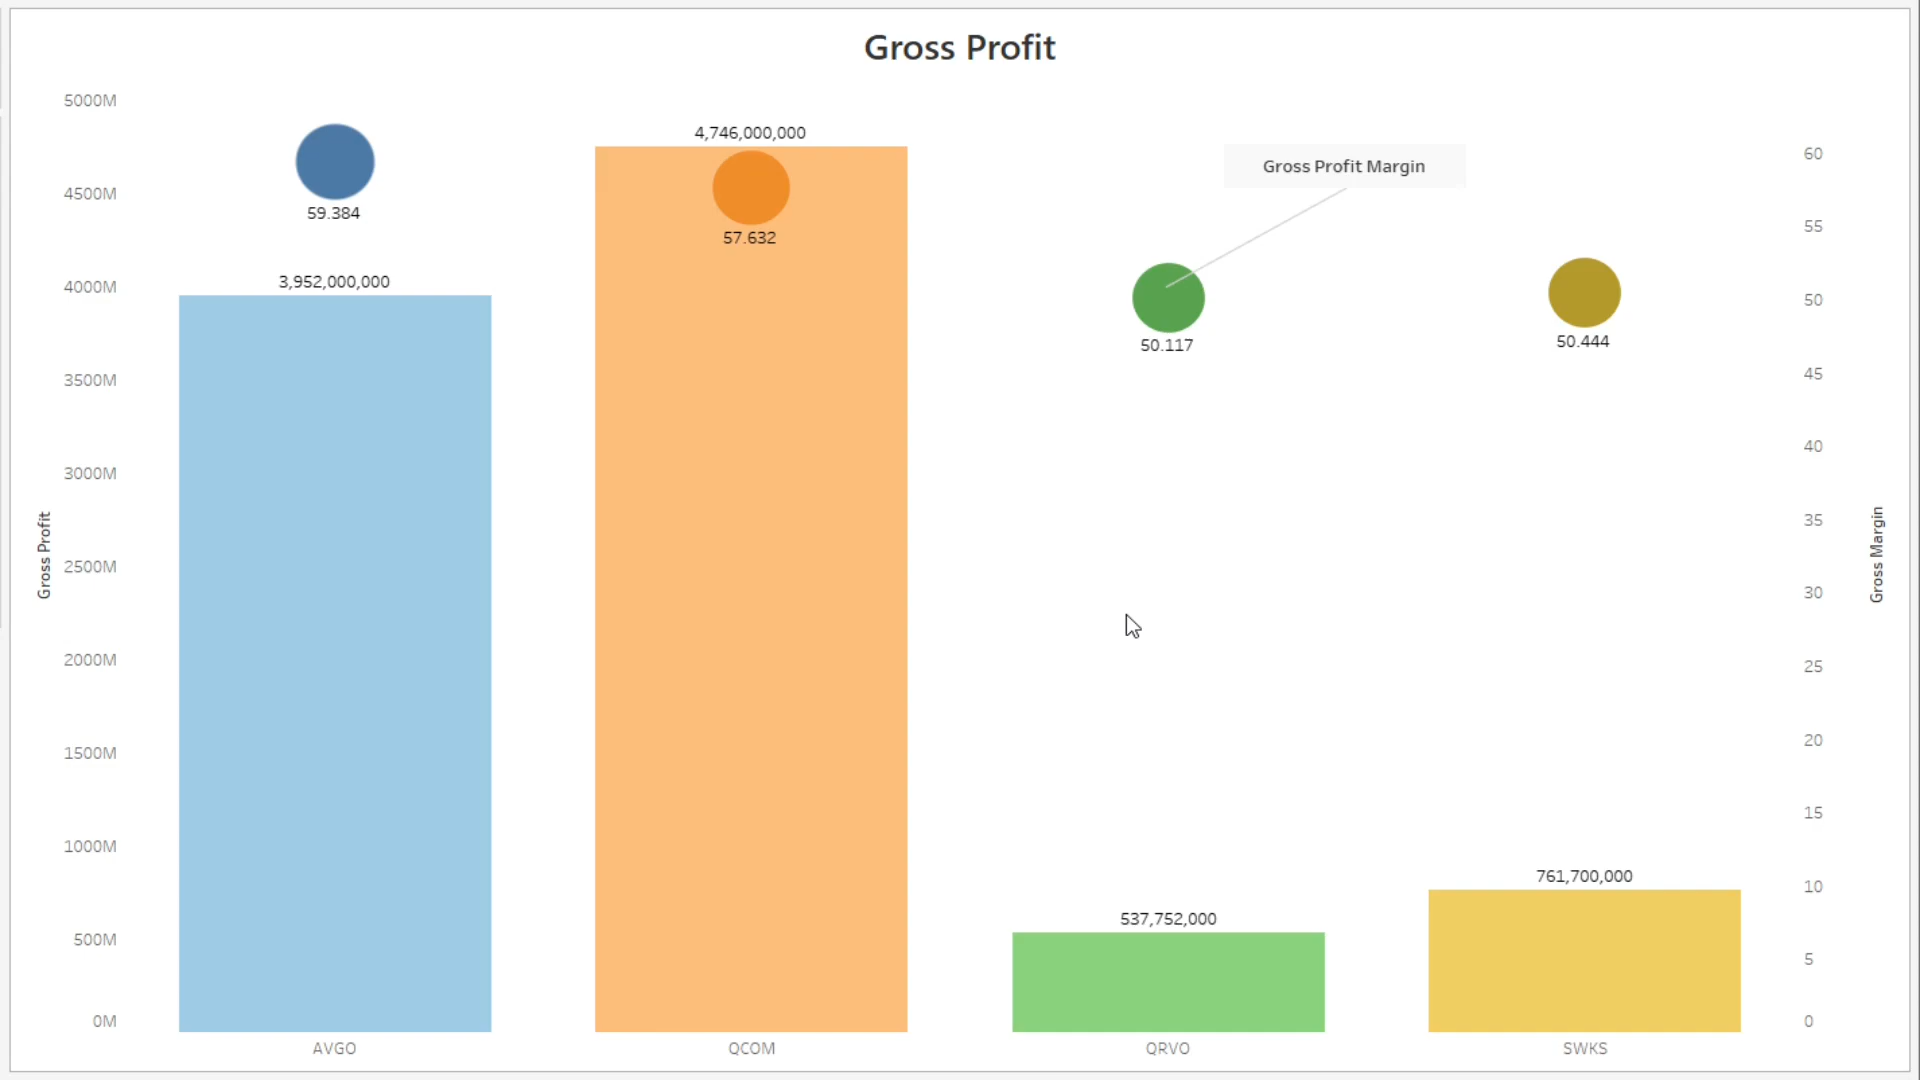 Gross Profit
5000M
4500M
4000M
3500M
3000M
2500M
2000M
1500M
1000M
500M
0M
Gross Profit
59.384
3,952,000,000
4,746,000,000
57.632
Gross Profit Margin
50.117
50.444
537,752,000
761,700,000
60
55
50
45
40
35
30
25
20
15
10
5
0
Gross Margin
AVGO
QCOM
QRVO
SWKS